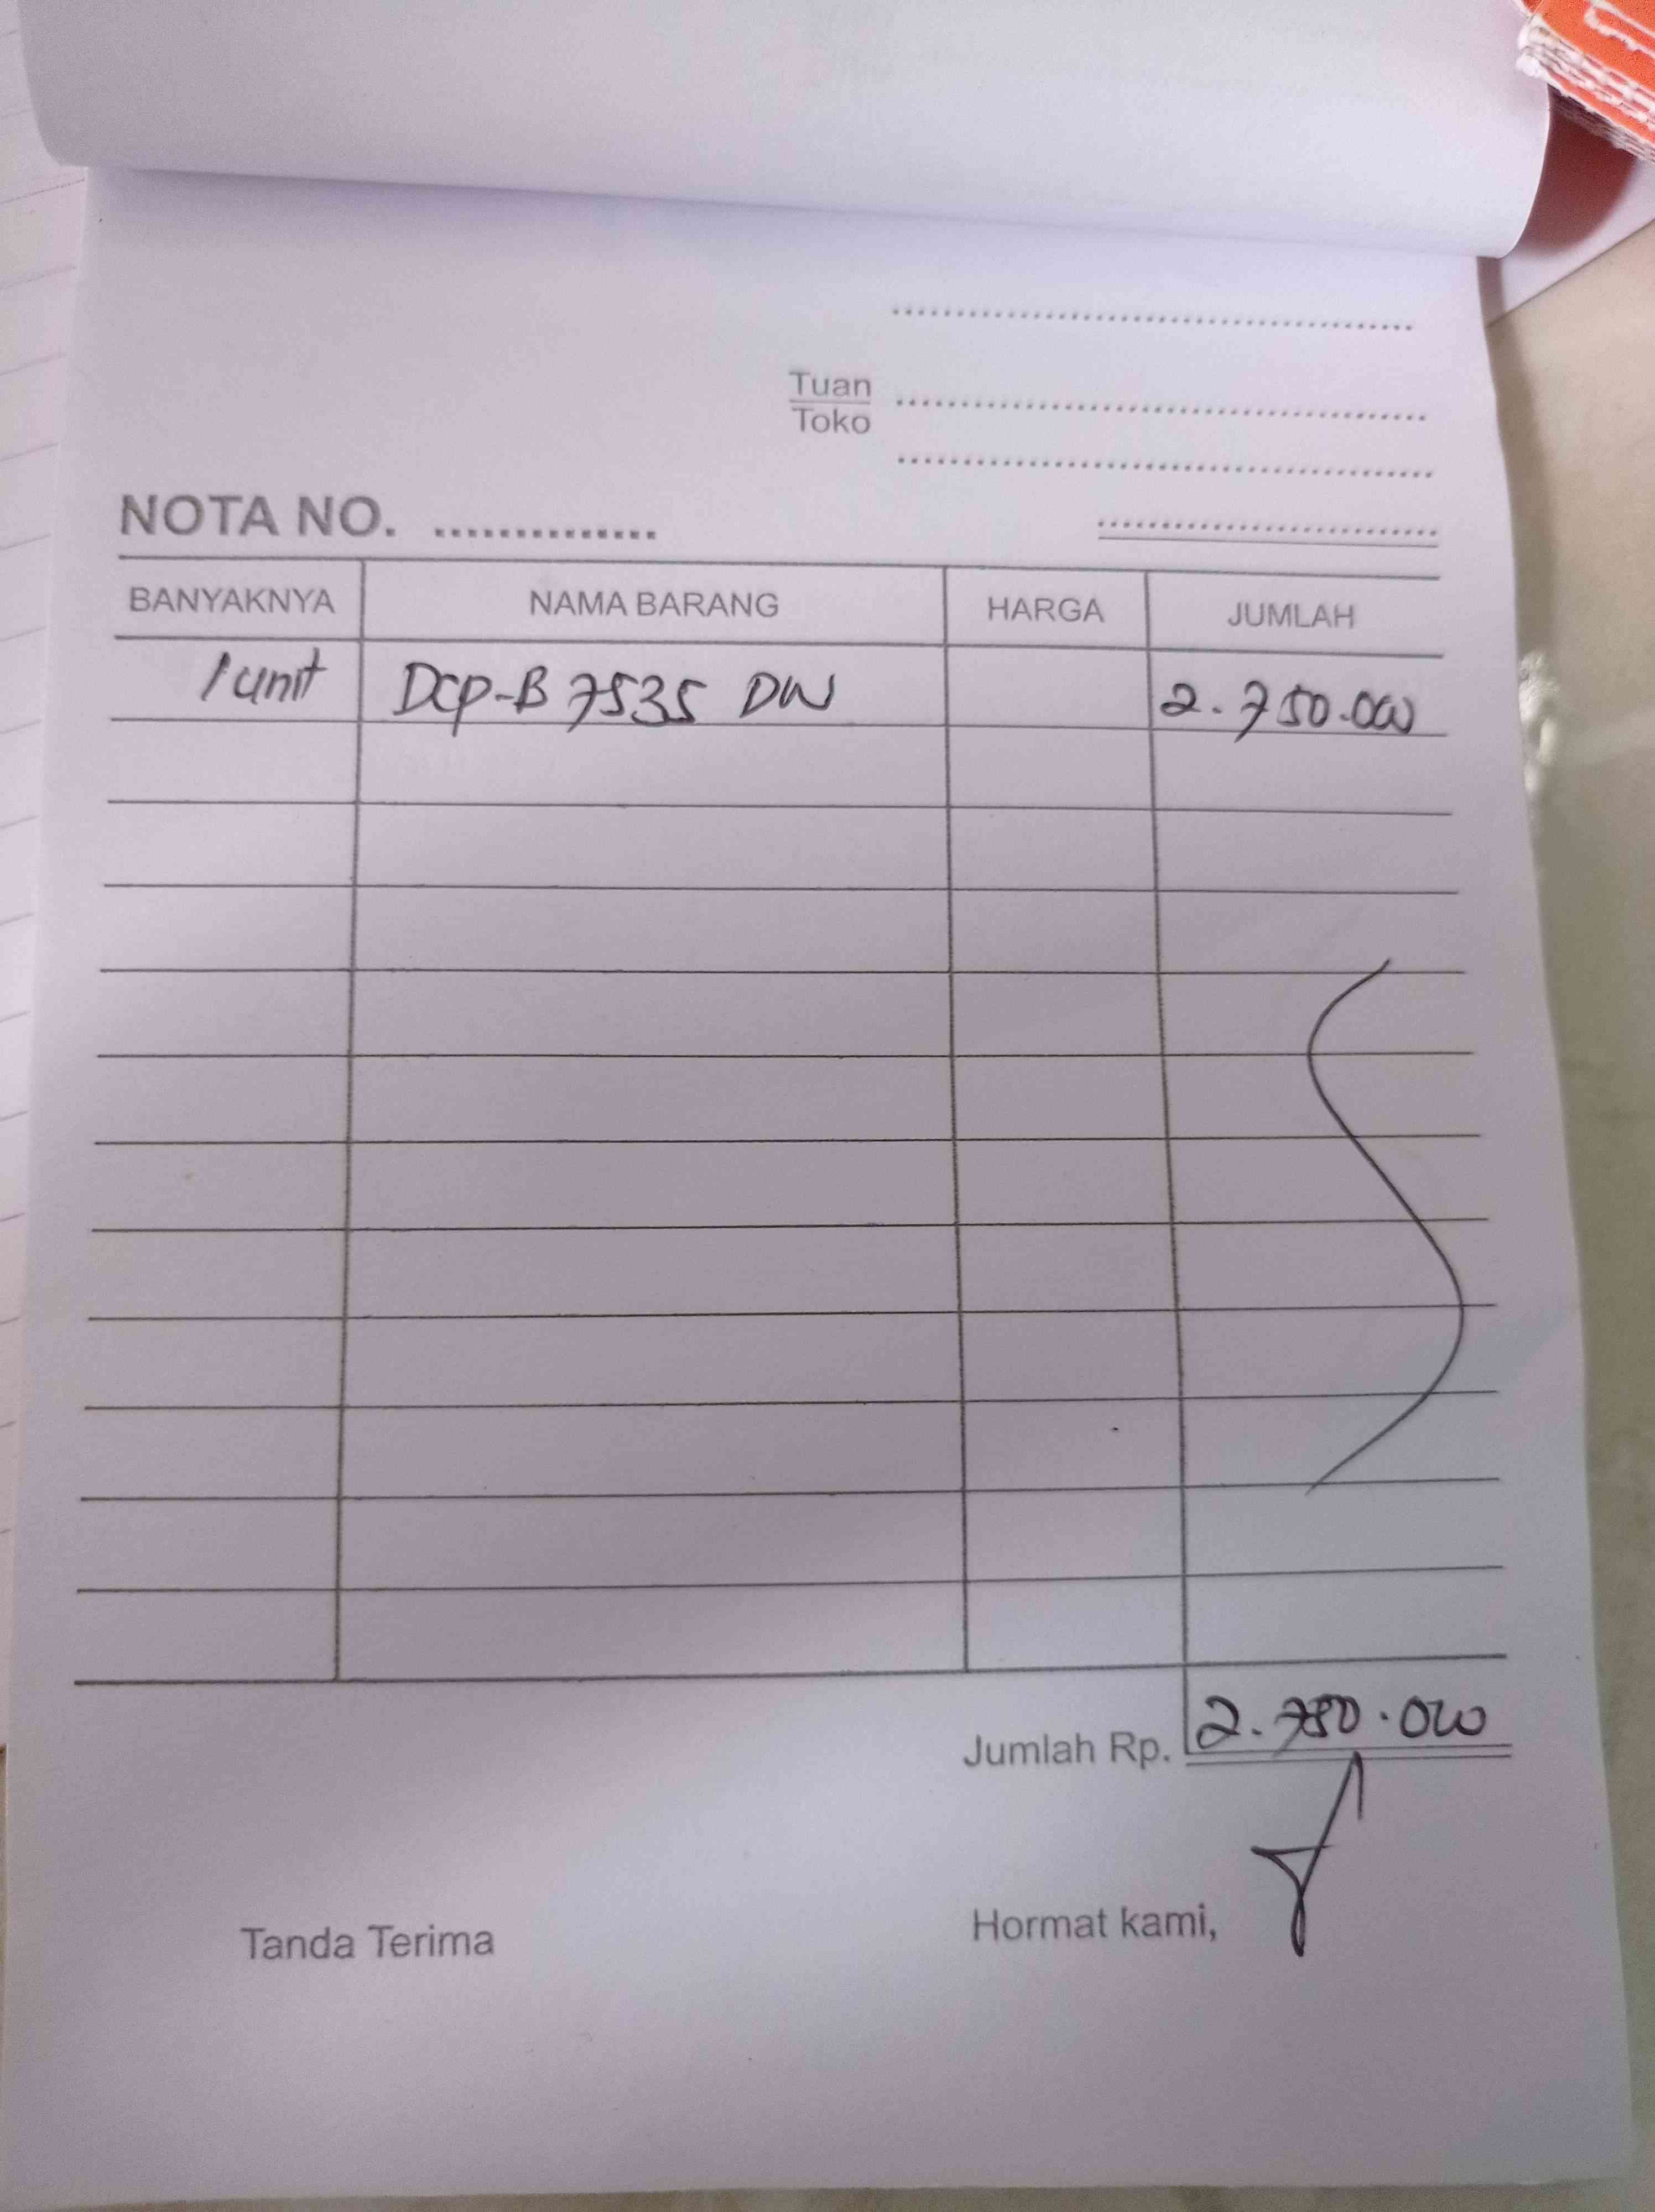 Tuan
Toko
NOTA NO. ..............
BANYAKNYA NAMA BARANG HARGA JUMLAH
1 unit DCP-B 7535 DW 2.750.000
Jumlah Rp. 2.750.000
Tanda Terima Hormat kami,